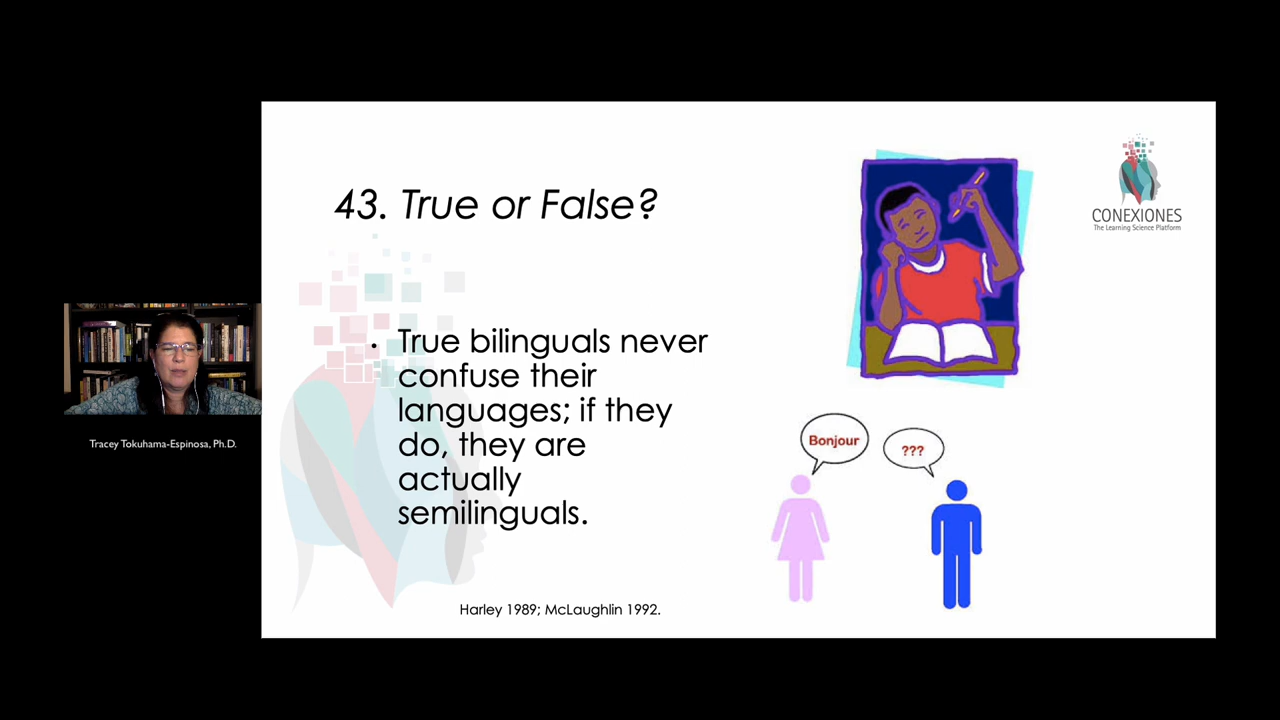 43. True or False?
• True bilinguals never
confuse their
languages; if they
do, they are
actually
semilinguals.
Harley 1989; McLaughlin 1992.
CONEXIONES
The Learning Science Platform
Bonjour
???
Tracey Tokuhama-Espinosa, Ph.D.